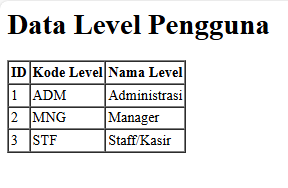 Data Level Pengguna
ID Kode Level Nama Level
1 ADM Administrasi
2 MNG Manager
3 STF Staff/Kasir